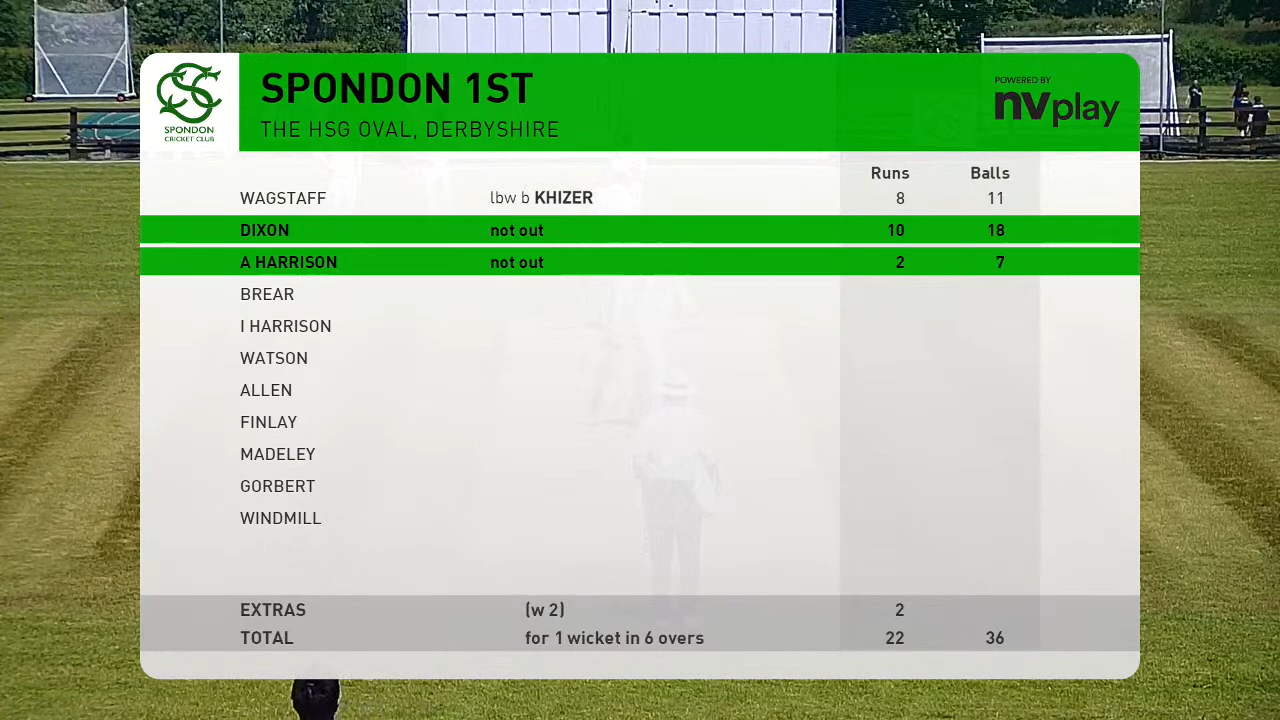 SPONDON 1ST
THE HSG OVAL, DERBYSHIRE
SPONDON
CRICKET CLUB
POWERED BY
nvplay
Runs Balls
WAGSTAFF lbw b KHIZER 8 11
DIXON not out 10 18
A HARRISON not out 2 7
BREAR
I HARRISON
WATSON
ALLEN
FINLAY
MADELEY
GORBERT
WINDMILL
EXTRAS (w 2) 2
TOTAL for 1 wicket in 6 overs 22 36